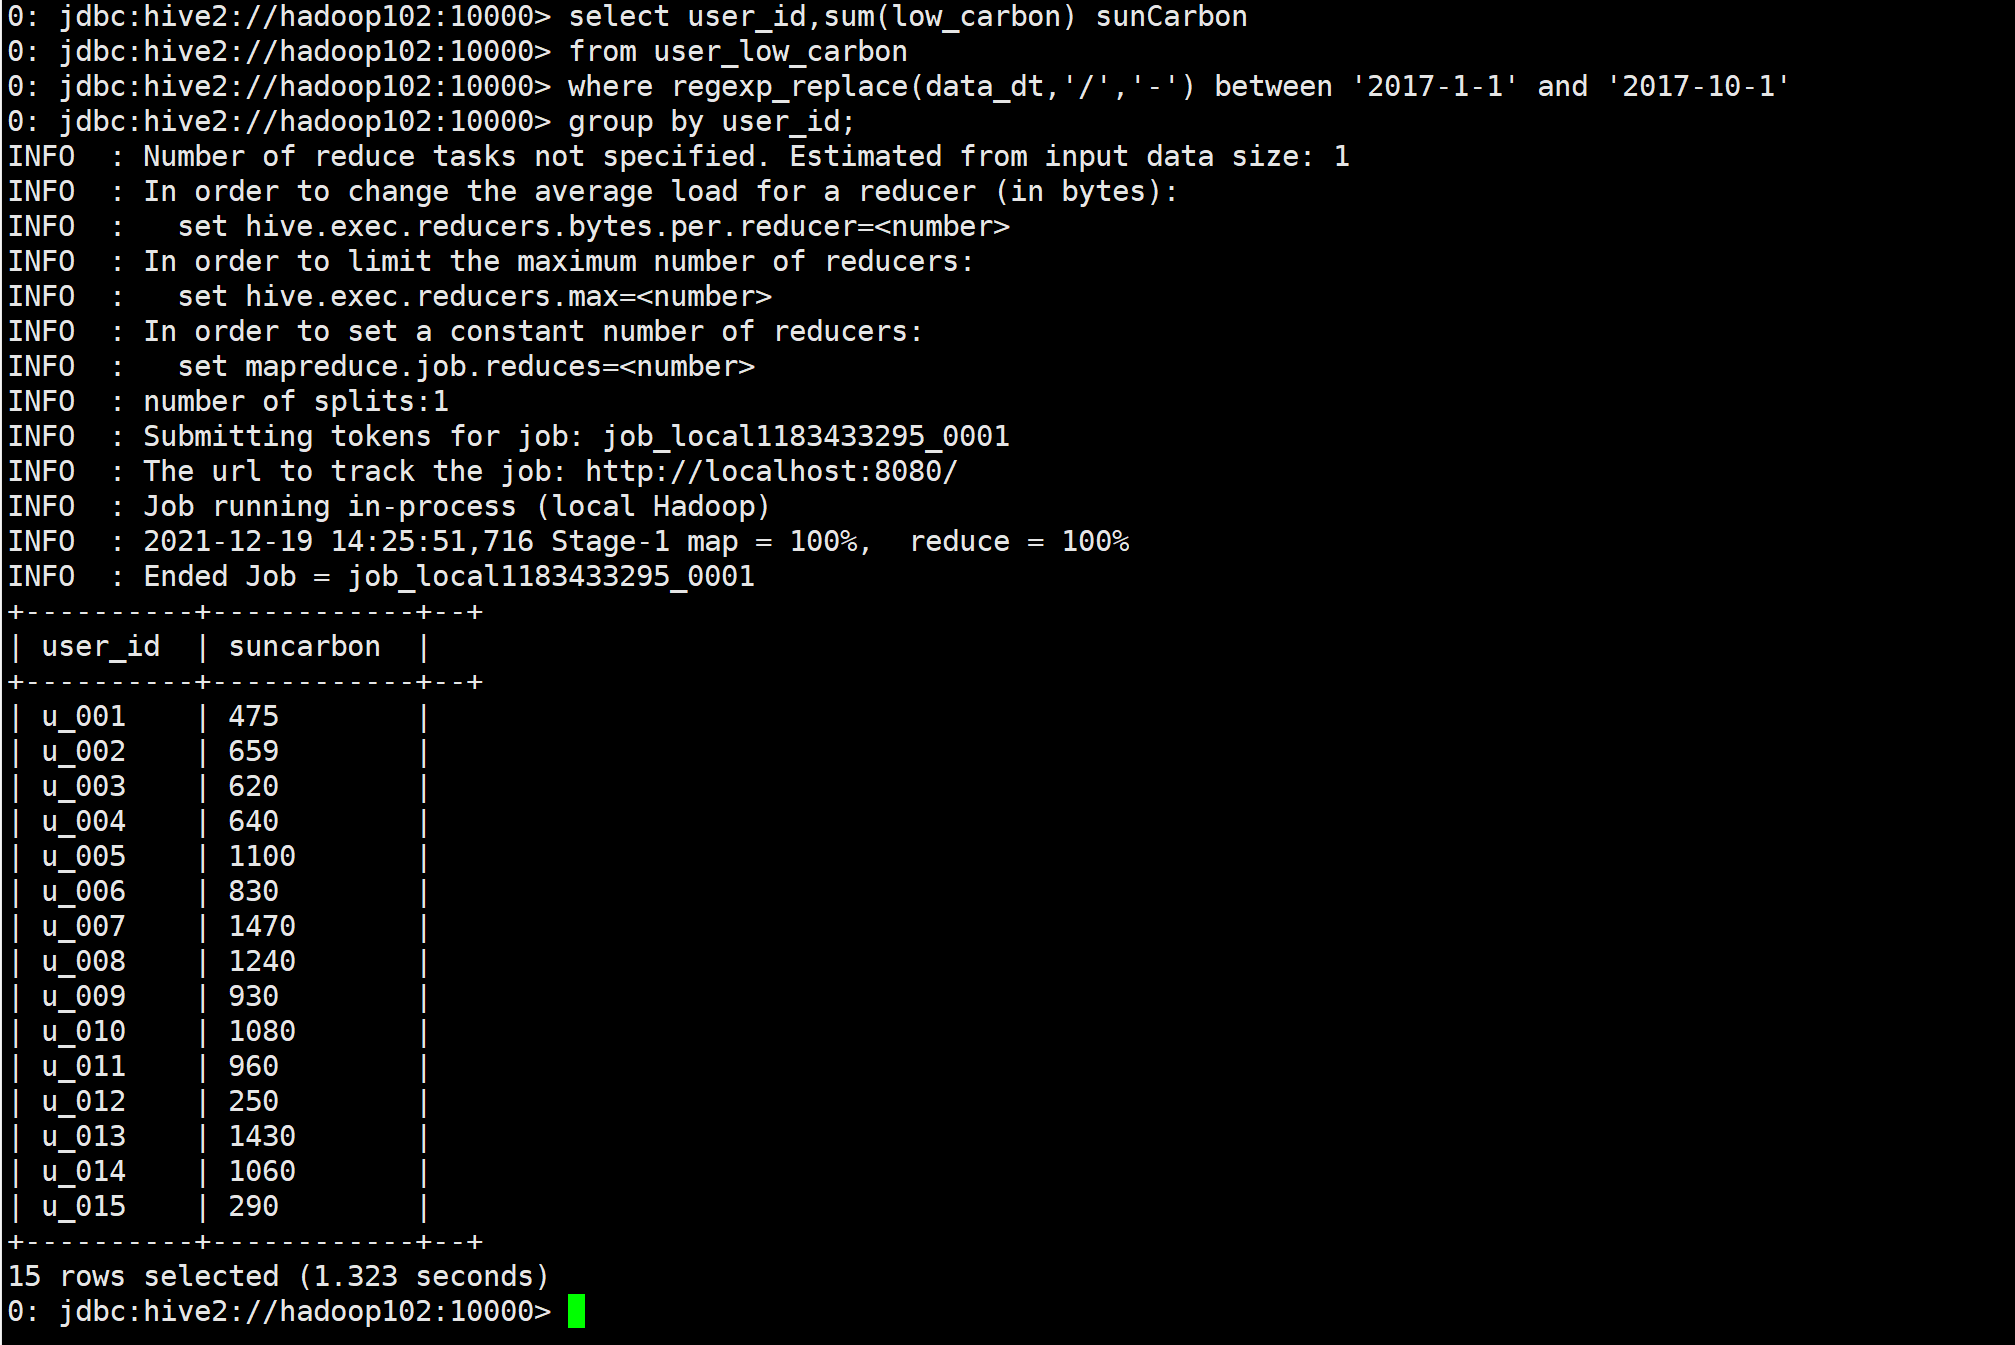 0: jdbc:hive2://hadoop102:10000> select user_id,sum(low_carbon) sunCarbon
0: jdbc:hive2://hadoop102:10000> from user_low_carbon
0: jdbc:hive2://hadoop102:10000> where regexp_replace(data_dt,'/','-') between '2017-1-1' and '2017-10-1'
0: jdbc:hive2://hadoop102:10000> group by user_id;
INFO  : Number of reduce tasks not specified. Estimated from input data size: 1
INFO  : In order to change the average load for a reducer (in bytes):
INFO  :   set hive.exec.reducers.bytes.per.reducer=<number>
INFO  : In order to limit the maximum number of reducers:
INFO  :   set hive.exec.reducers.max=<number>
INFO  : In order to set a constant number of reducers:
INFO  :   set mapreduce.job.reduces=<number>
INFO  : number of splits:1
INFO  : Submitting tokens for job: job_local1183433295_0001
INFO  : The url to track the job: http://localhost:8080/
INFO  : Job running in-process (local Hadoop)
INFO  : 2021-12-19 14:25:51,716 Stage-1 map = 100%,  reduce = 100%
INFO  : Ended Job = job_local1183433295_0001
+----------+------------+--+
| user_id  | suncarbon  |
+----------+------------+--+
| u_001    | 475        |
| u_002    | 659        |
| u_003    | 620        |
| u_004    | 640        |
| u_005    | 1100       |
| u_006    | 830        |
| u_007    | 1470       |
| u_008    | 1240       |
| u_009    | 930        |
| u_010    | 1080       |
| u_011    | 960        |
| u_012    | 250        |
| u_013    | 1430       |
| u_014    | 1060       |
| u_015    | 290        |
+----------+------------+--+
15 rows selected (1.323 seconds)
0: jdbc:hive2://hadoop102:10000>